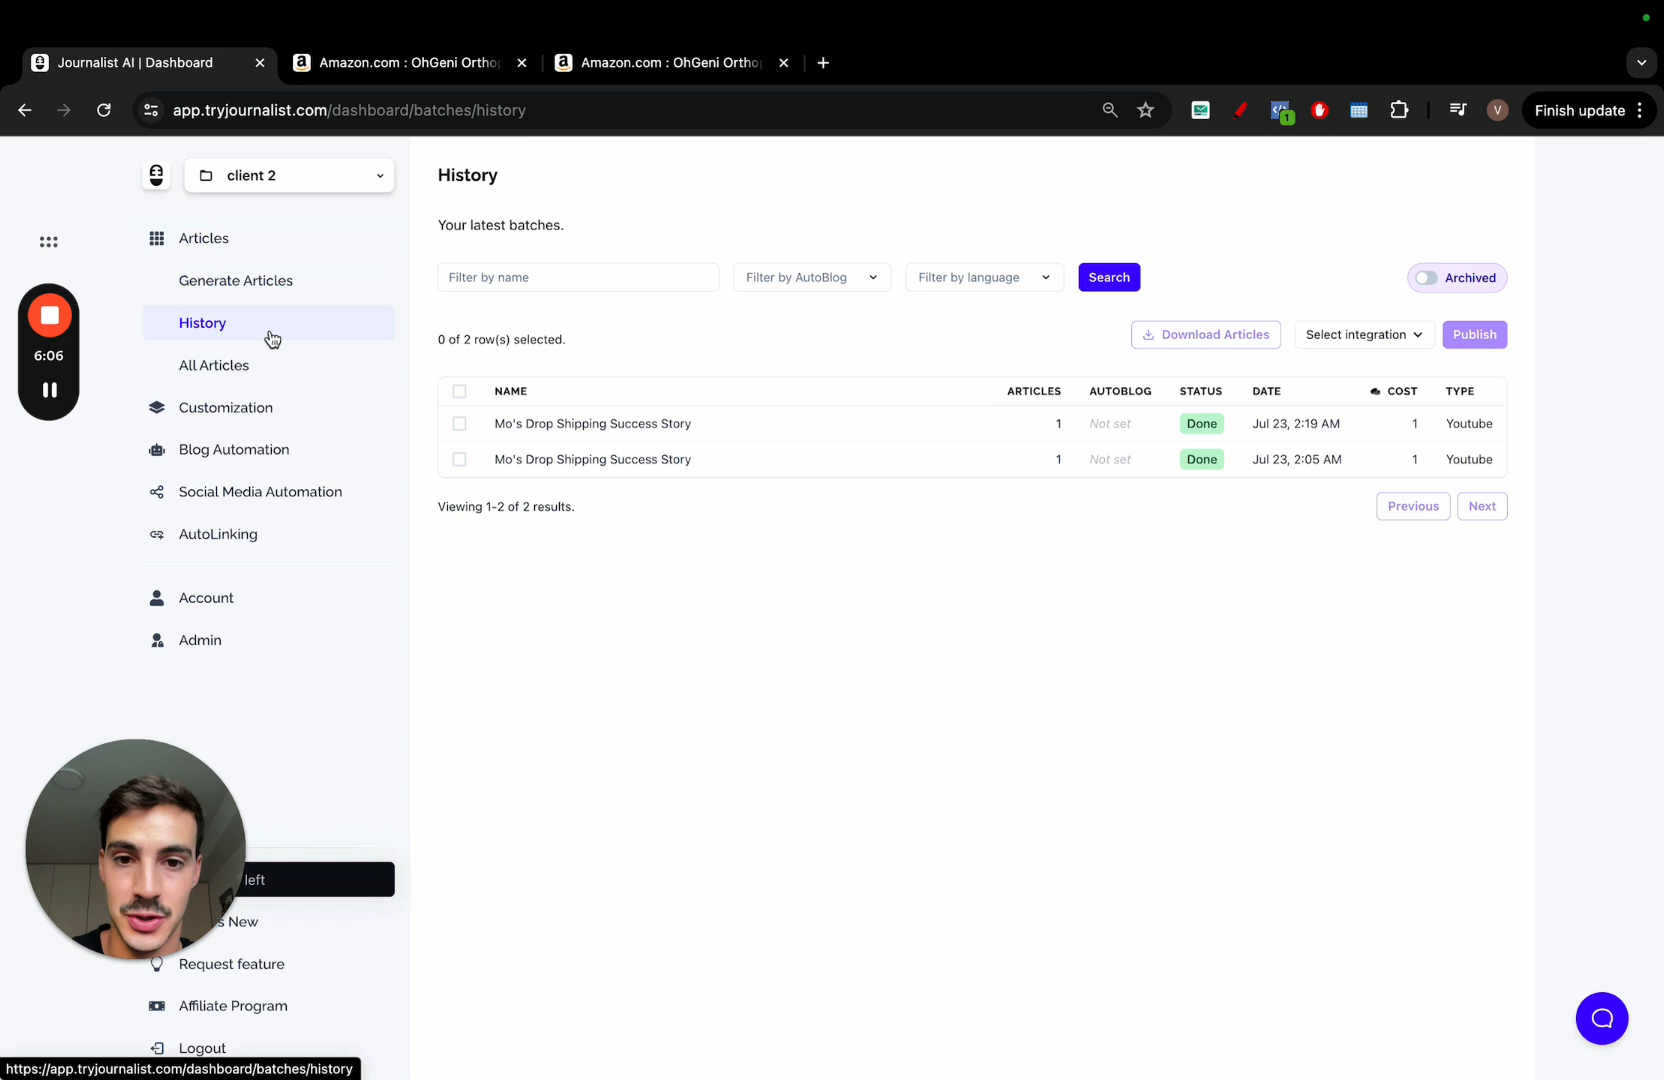 Journalist AI | Dashboard
Amazon.com : OhGeni Ortho
Amazon.com : OhGeni Ortho
app.tryjournalist.com/dashboard/batches/history
1
V
Finish update
client 2
Articles
Generate Articles
History
All Articles
Customization
Blog Automation
Social Media Automation
AutoLinking
Account
Admin
6:06
left
s New
Request feature
Affiliate Program
Logout
https://app.tryjournalist.com/dashboard/batches/history
History
Your latest batches.
Filter by name
Filter by AutoBlog
Filter by language
Search
Archived
0 of 2 row(s) selected.
Download Articles
Select integration
Publish
NAME ARTICLES AUTOBLOG STATUS DATE COST TYPE
Mo's Drop Shipping Success Story 1 Not set Done Jul 23, 2:19 AM 1 Youtube
Mo's Drop Shipping Success Story 1 Not set Done Jul 23, 2:05 AM 1 Youtube
Viewing 1-2 of 2 results.
Previous
Next